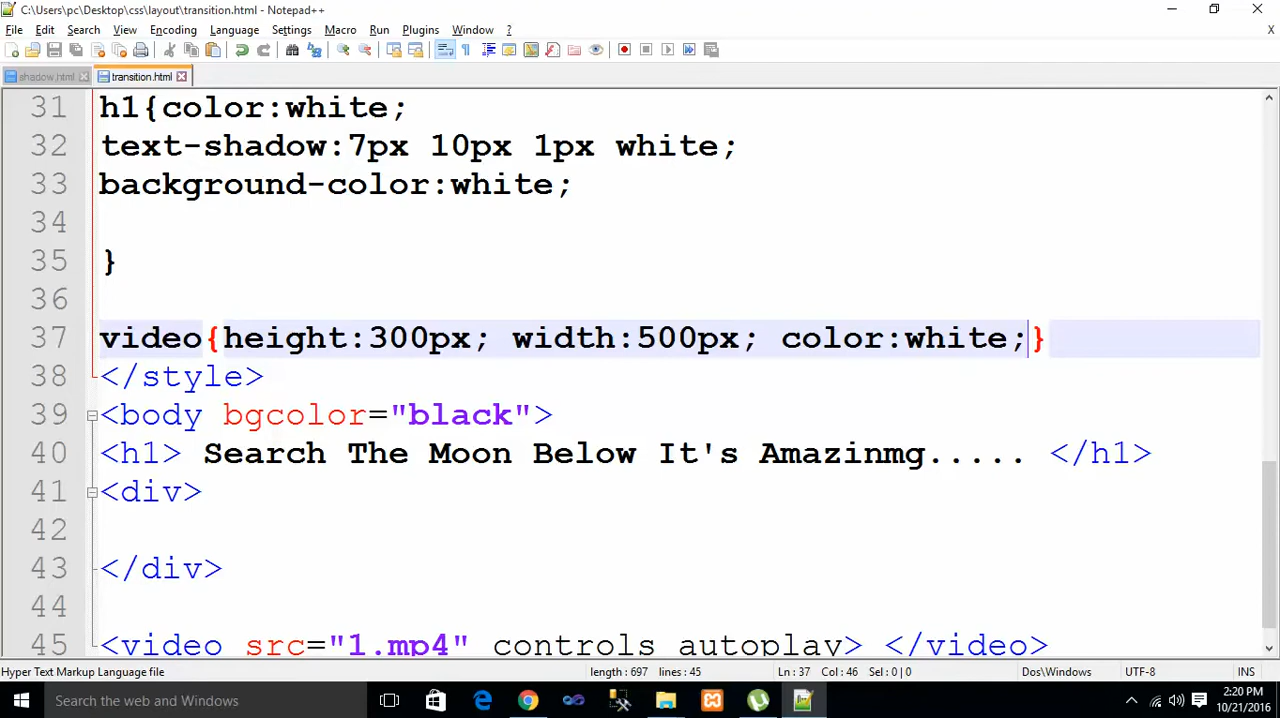 C:\Users\pc\Desktop\css\layout\transition.html - Notepad++
File Edit Search View Encoding Language Settings Macro Run Plugins Window ? X
shadow.html transition.html
31 h1{color:white;
32 text-shadow:7px 10px 1px white;
33 background-color:white;
34
35 }
36
37 video{height:300px; width:500px; color:white;}
38 </style>
39 <body bgcolor="black">
40 <h1> Search The Moon Below It's Amazinmg..... </h1>
41 <div>
42
43 </div>
44
45 <video src="1.mp4" controls autoplay> </video>
Hyper Text Markup Language file length : 697 lines : 45 Ln : 37 Col : 46 Sel : 0 | 0 Dos\Windows UTF-8 INS
Search the web and Windows
2:20 PM
10/21/2016